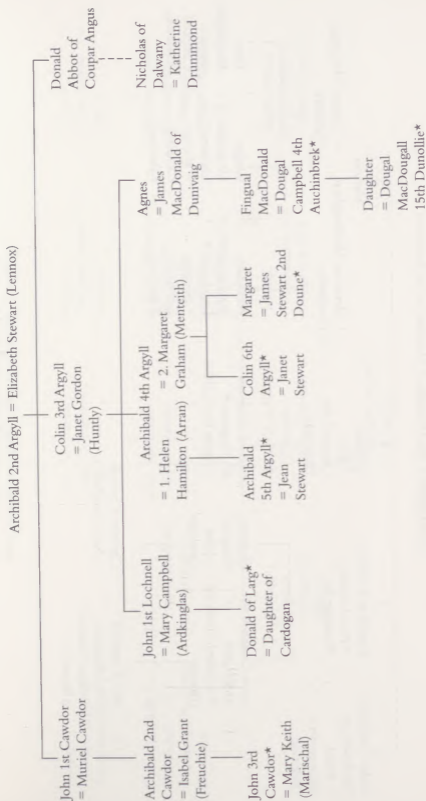 Archibald 2nd Argyll = Elizabeth Stewart (Lennox)
John 1st Cawdor
= Muriel Cawdor
Colin 3rd Argyll
= Janet Gordon
(Huntly)
Donald
Abbot of
Coupar Angus
Archibald 2nd
Cawdor
= Isabel Grant
(Freuchie)
John 1st Lochnell
= Mary Campbell
(Ardkinglas)
Archibald 4th Argyll
= 1. Helen
Hamilton (Arran)
= 2. Margaret
Graham (Menteith)
Agnes
= James
MacDonald of
Dunivaig
Nicholas of
Dalwany
= Katherine
Drummond
John 3rd
Cawdor*
= Mary Keith
(Marischal)
Donald of Larg*
= Daughter of
Cardogan
Archibald
5th Argyll*
= Jean
Stewart
Colin 6th
Argyll*
= Janet
Stewart
Margaret
= James
Stewart 2nd
Doune*
Fingual
MacDonald
= Dougal
Campbell 4th
Auchinbrek*
Daughter
= Dougal
MacDougall
15th Dunollie*